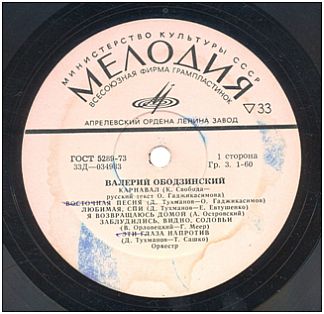 МИНИСТЕРСТВО КУЛЬТУРЫ СССР
МЕЛОДИЯ
ВСЕСОЮЗНАЯ ФИРМА ГРАМПЛАСТИНОК
33
АПРЕЛЕВСКИЙ ОРДЕНА ЛЕНИНА ЗАВОД
ГОСТ 5289-73
33Д—034983
1 сторона
Гр. 3. 1-60
ВАЛЕРИЙ ОБОДЗИНСКИЙ
КАРНАВАЛ (К. Свобода—
русский текст О. Гаджикасимова)
ВОСТОЧНАЯ ПЕСНЯ (Д. Тухманов—О. Гаджикасимов)
ЛЮБИМАЯ, СПИ (Д. Тухманов—Е. Евтушенко)
Я ВОЗВРАЩАЮСЬ ДОМОЙ (А. Островский)
ЗАБЛУДИЛИСЬ, ВИДНО, СОЛОВЬИ
(В. Орловецкий—Г. Меер)
ЭТИ ГЛАЗА НАПРОТИВ
(Д. Тухманов—Т. Сашко)
Оркестр